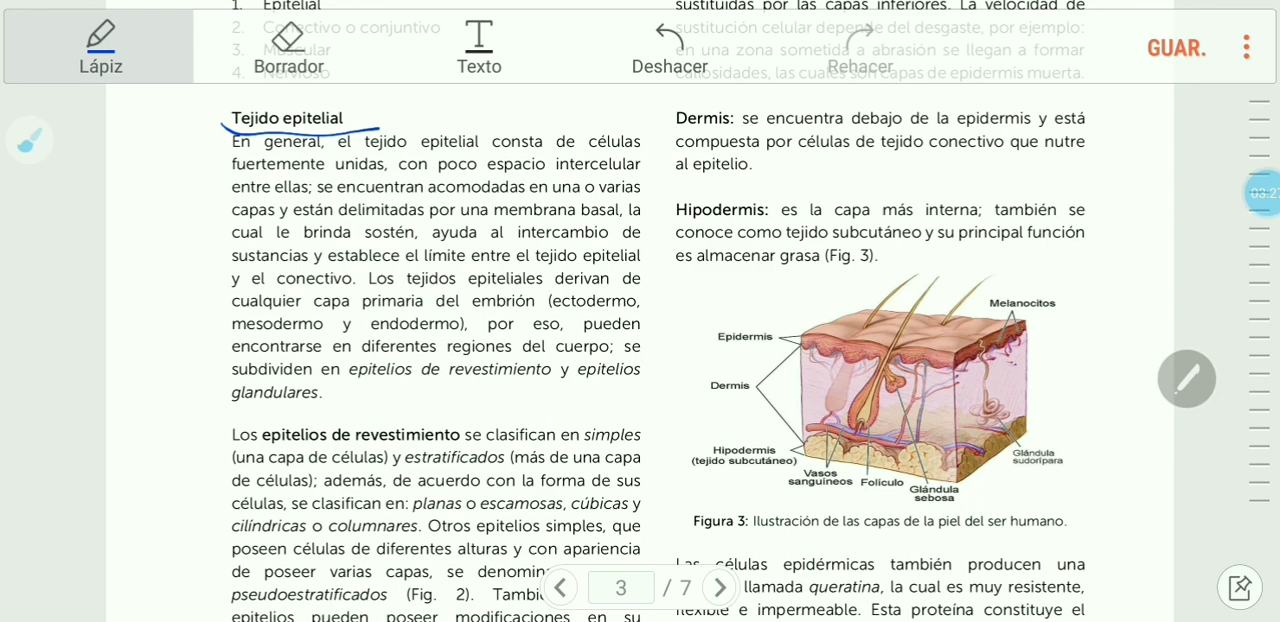 1. Epitelial
2. Conectivo o conjuntivo
3. Muscular
4. Nervioso
sustituidas por las capas inferiores. La velocidad de
sustitución celular depende del desgaste, por ejemplo:
en una zona sometida a abrasión se llegan a formar
callosidades, las cuales son capas de epidermis muerta.
Lápiz
Borrador
Texto
Deshacer
Rehacer
GUAR.
03:27
Tejido epitelial
En general, el tejido epitelial consta de células
fuertemente unidas, con poco espacio intercelular
entre ellas; se encuentran acomodadas en una o varias
capas y están delimitadas por una membrana basal, la
cual le brinda sostén, ayuda al intercambio de
sustancias y establece el límite entre el tejido epitelial
y el conectivo. Los tejidos epiteliales derivan de
cualquier capa primaria del embrión (ectodermo,
mesodermo y endodermo), por eso, pueden
encontrarse en diferentes regiones del cuerpo; se
subdividen en epitelios de revestimiento y epitelios
glandulares.
Los epitelios de revestimiento se clasifican en simples
(una capa de células) y estratificados (más de una capa
de células); además, de acuerdo con la forma de sus
células, se clasifican en: planas o escamosas, cúbicas y
cilíndricas o columnares. Otros epitelios simples, que
poseen células de diferentes alturas y con apariencia
de poseer varias capas, se denomin
pseudoestratificados (Fig. 2). Tambi
epitelios pueden poseer modificaciones en su
Dermis: se encuentra debajo de la epidermis y está
compuesta por células de tejido conectivo que nutre
al epitelio.
Hipodermis: es la capa más interna; también se
conoce como tejido subcutáneo y su principal función
es almacenar grasa (Fig. 3).
Melanocitos
Epidermis
Dermis
Hipodermis
(tejido subcutáneo)
Vasos
sanguíneos
Folículo
Glándula
sebosa
Glándula
sudorípara
Figura 3: Ilustración de las capas de la piel del ser humano.
Las células epidérmicas también producen una
llamada queratina, la cual es muy resistente,
flexible e impermeable. Esta proteína constituye el
3 / 7